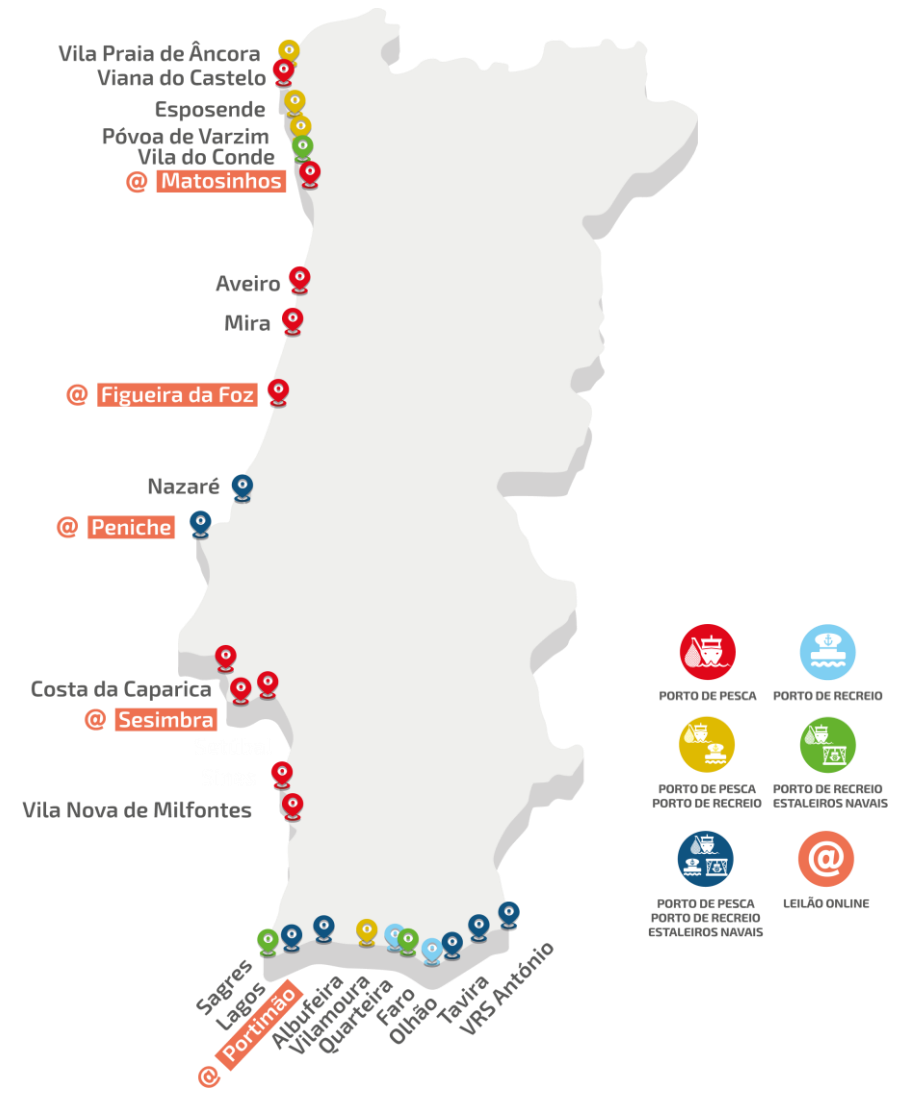 Vila Praia de Âncora
Viana do Castelo
Esposende
Póvoa de Varzim
Vila do Conde
@ Matosinhos
Aveiro
Mira
@ Figueira da Foz
Nazaré
@ Peniche
Costa da Caparica
@ Sesimbra
Vila Nova de Milfontes
Sagres
Lagos
@ Portimão
Albufeira
Vilamoura
Quarteira
Faro
Olhão
Tavira
VRS António
PORTO DE PESCA
PORTO DE RECREIO
PORTO DE PESCA
PORTO DE RECREIO
PORTO DE RECREIO
ESTALEIROS NAVAIS
PORTO DE PESCA
PORTO DE RECREIO
ESTALEIROS NAVAIS
@
LEILÃO ONLINE